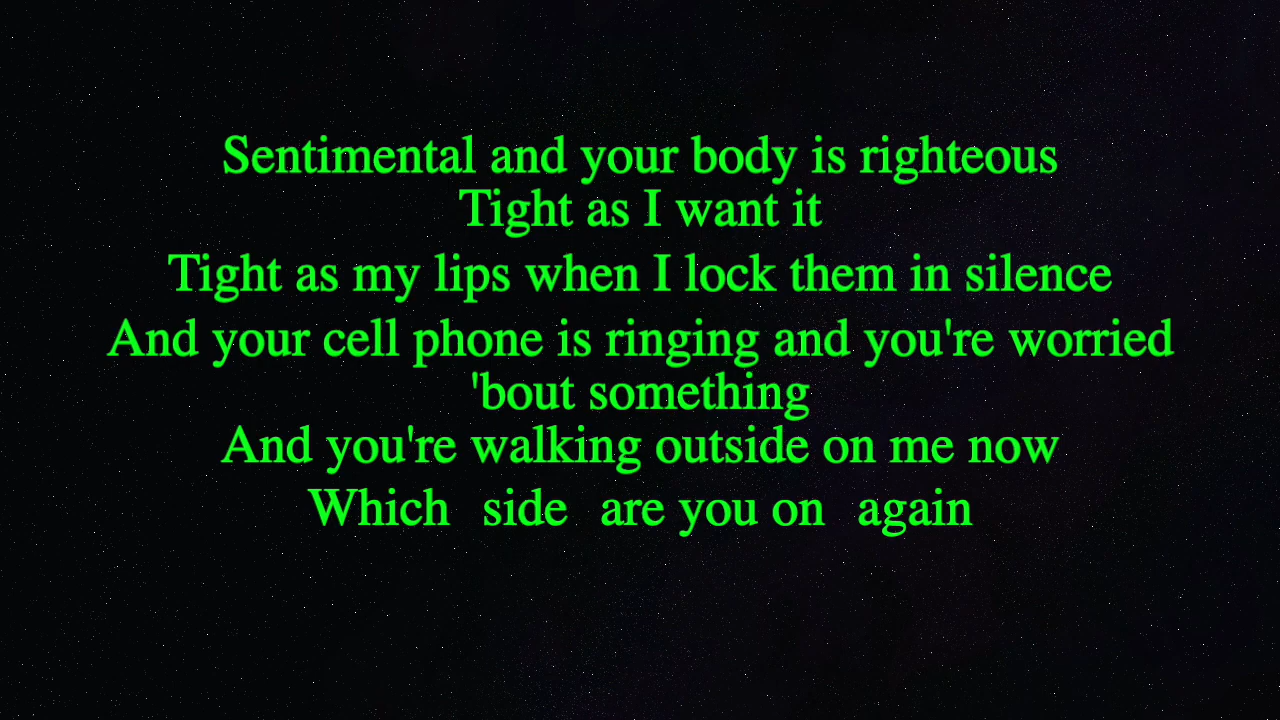 Sentimental and your body is righteous
Tight as I want it
Tight as my lips when I lock them in silence
And your cell phone is ringing and you're worried
'bout something
And you're walking outside on me now
Which side are you on again